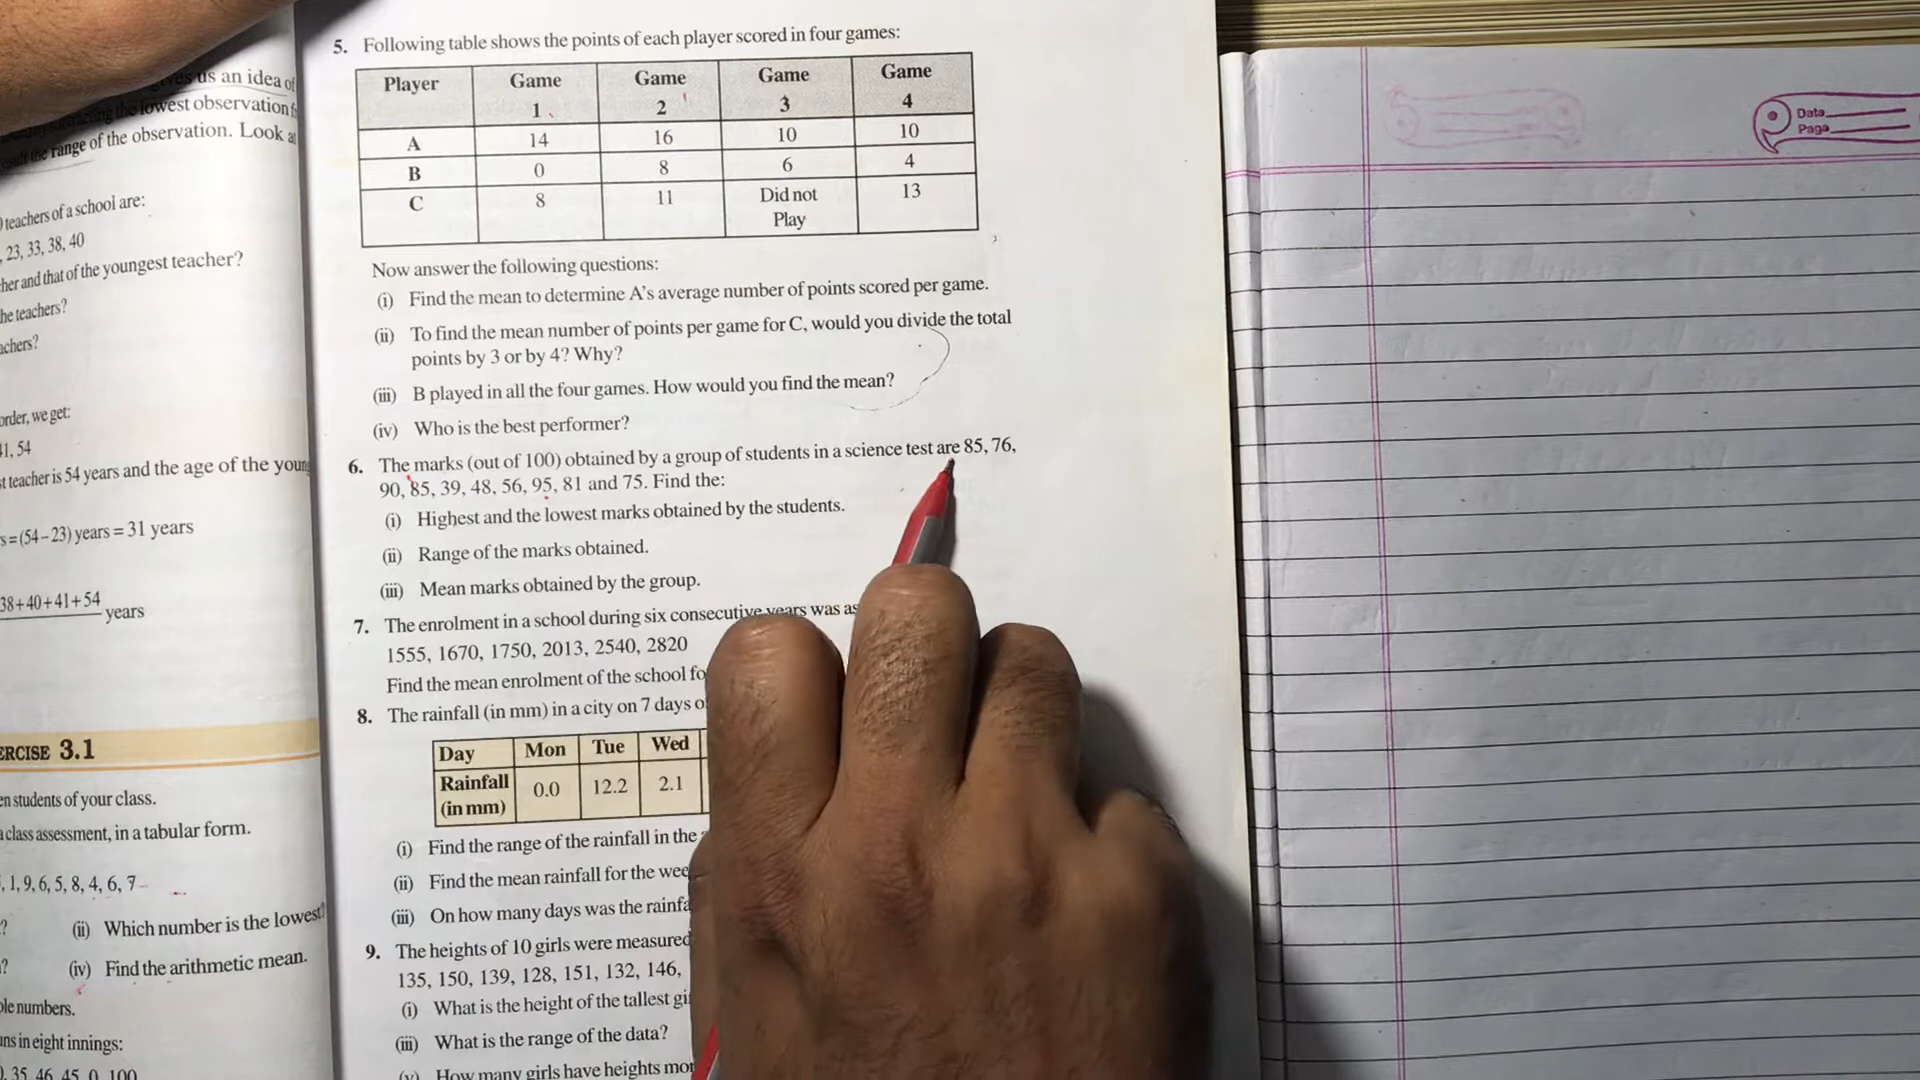 us an idea of
the lowest observation
the range of the observation. Look
teachers of a school are:
, 23, 33, 38, 40
her and that of the youngest teacher?
he teachers?
achers?
order, we get:
41, 54
t teacher is 54 years and the age of the
s = (54 – 23) years = 31 years
38 + 40 + 41 + 54
years
ERCISE 3.1
en students of your class.
a class assessment, in a tabular form.
, 1, 9, 6, 5, 8, 4, 6, 7
? (ii) Which number is the lowest?
? (iv) Find the arithmetic mean.
ole numbers.
uns in eight innings:
35, 46, 45, 0, 100
5. Following table shows the points of each player scored in four games:
Player Game 1 Game 2 Game 3 Game 4
A 14 16 10 10
B 0 8 6 4
C 8 11 Did not Play 13
Now answer the following questions:
(i) Find the mean to determine A's average number of points scored per game.
(ii) To find the mean number of points per game for C, would you divide the total
points by 3 or by 4? Why?
(iii) B played in all the four games. How would you find the mean?
(iv) Who is the best performer?
6. The marks (out of 100) obtained by a group of students in a science test are 85, 76,
90, 85, 39, 48, 56, 95, 81 and 75. Find the:
(i) Highest and the lowest marks obtained by the students.
(ii) Range of the marks obtained.
(iii) Mean marks obtained by the group.
7. The enrolment in a school during six consecutive years was as
1555, 1670, 1750, 2013, 2540, 2820
Find the mean enrolment of the school fo
8. The rainfall (in mm) in a city on 7 days o
Day Mon Tue Wed
Rainfall (in mm) 0.0 12.2 2.1
(i) Find the range of the rainfall in the
(ii) Find the mean rainfall for the wee
(iii) On how many days was the rainfa
9. The heights of 10 girls were measured
135, 150, 139, 128, 151, 132, 146,
(i) What is the height of the tallest gi
(iii) What is the range of the data?
(v) How many girls have heights mor
Data
Page